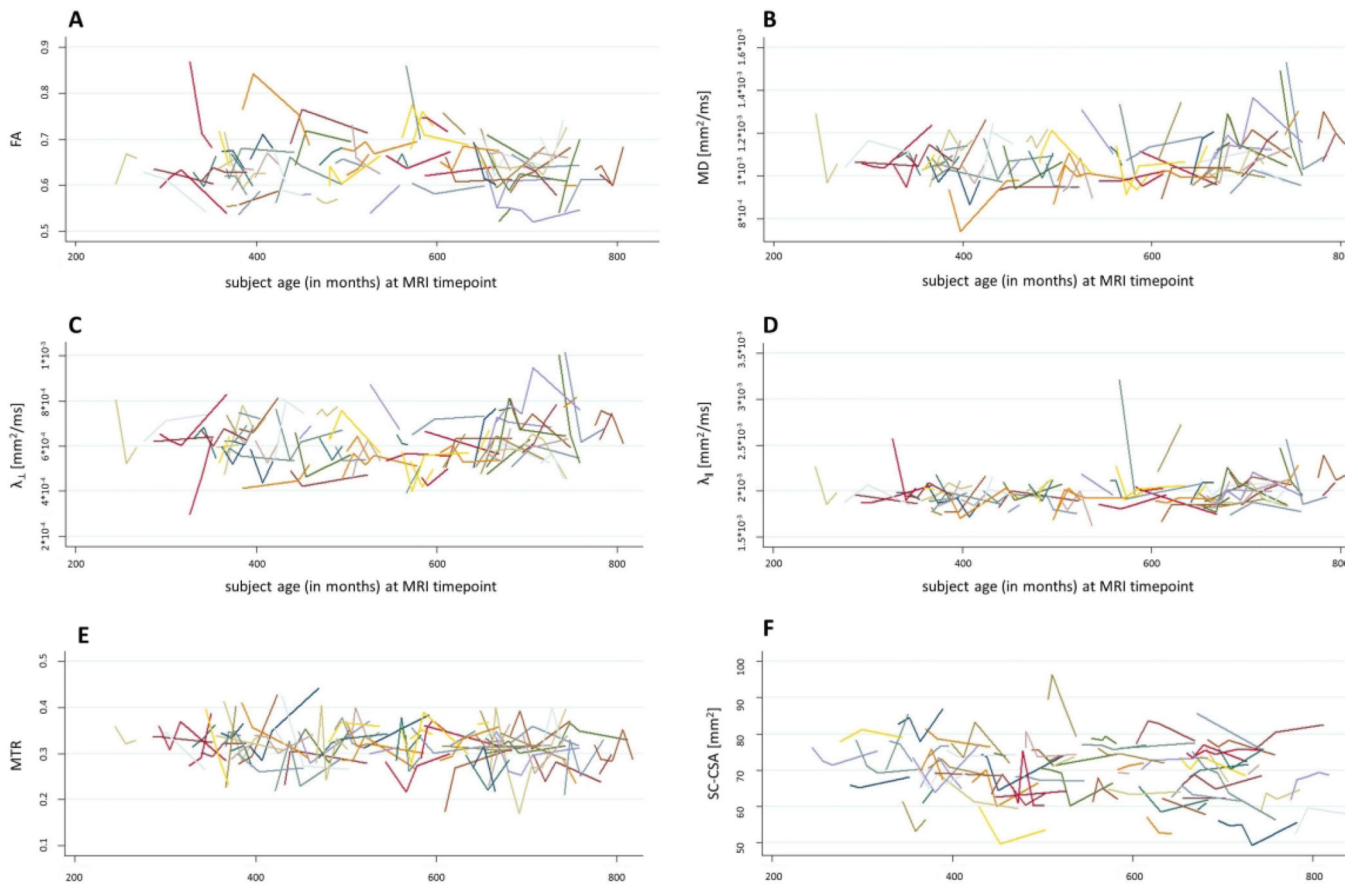 A
0.9
0.8
0.7
0.6
0.5
FA
200 400 600 800
subject age (in months) at MRI timepoint
B
1.6*10⁻³
1.4*10⁻³
1.2*10⁻³
1*10⁻³
8*10⁻⁴
MD [mm²/ms]
200 400 600 800
subject age (in months) at MRI timepoint
C
1*10⁻³
8*10⁻⁴
6*10⁻⁴
4*10⁻⁴
2*10⁻⁴
λ⊥ [mm²/ms]
200 400 600 800
subject age (in months) at MRI timepoint
D
3.5*10⁻³
3*10⁻³
2.5*10⁻³
2*10⁻³
1.5*10⁻³
λ∥ [mm²/ms]
200 400 600 800
subject age (in months) at MRI timepoint
E
0.5
0.4
0.3
0.2
0.1
MTR
200 400 600 800
F
100
90
80
70
60
50
SC-CSA [mm²]
200 400 600 800